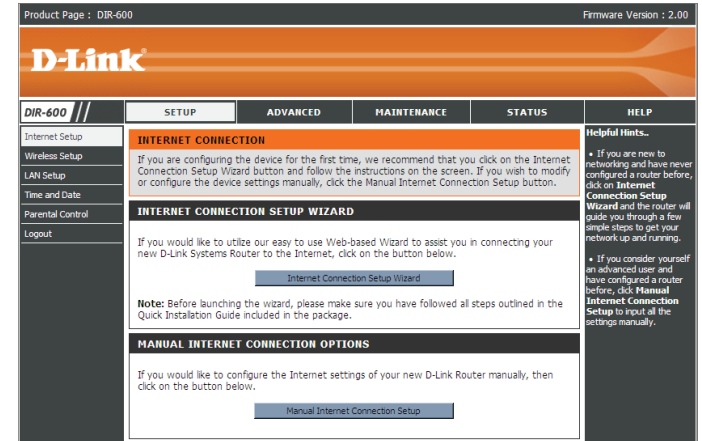 Product Page : DIR-600
Firmware Version : 2.00
D-Link
DIR-600
SETUP
ADVANCED
MAINTENANCE
STATUS
HELP
Internet Setup
Wireless Setup
LAN Setup
Time and Date
Parental Control
Logout
INTERNET CONNECTION
If you are configuring the device for the first time, we recommend that you click on the Internet
Connection Setup Wizard button and follow the instructions on the screen. If you wish to modify
or configure the device settings manually, click the Manual Internet Connection Setup button.
INTERNET CONNECTION SETUP WIZARD
If you would like to utilize our easy to use Web-based Wizard to assist you in connecting your
new D-Link Systems Router to the Internet, click on the button below.
Internet Connection Setup Wizard
Note: Before launching the wizard, please make sure you have followed all steps outlined in the
Quick Installation Guide included in the package.
MANUAL INTERNET CONNECTION OPTIONS
If you would like to configure the Internet settings of your new D-Link Router manually, then
click on the button below.
Manual Internet Connection Setup
Helpful Hints..
• If you are new to
networking and have never
configured a router before,
click on Internet
Connection Setup
Wizard and the router will
guide you through a few
simple steps to get your
network up and running.
• If you consider yourself
an advanced user and
have configured a router
before, click Manual
Internet Connection
Setup to input all the
settings manually.